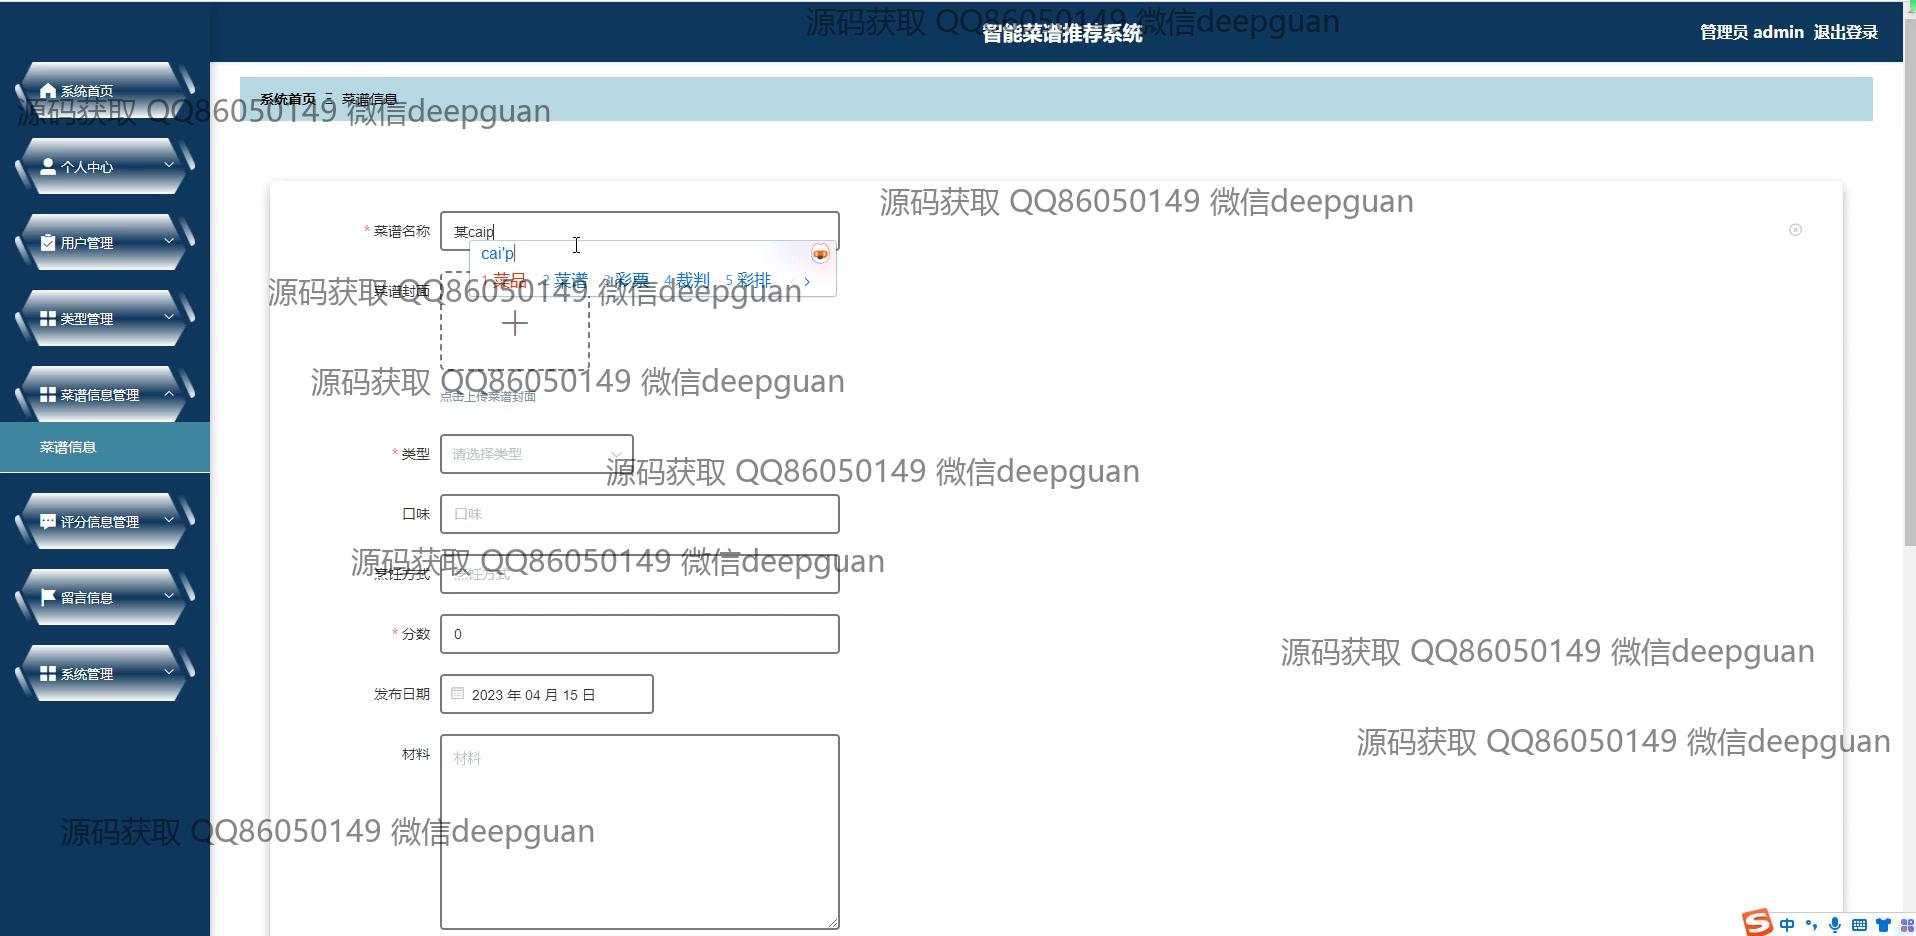 源码获取 QQ86050149 微信deepguan
智能菜谱推荐系统
管理员 admin 退出登录
系统首页
系统首页 菜谱信息
源码获取 QQ86050149 微信deepguan
个人中心
源码获取 QQ86050149 微信deepguan
* 菜谱名称 某caip
用户管理
cai'p
1 菜品 2 菜谱 3 彩票 4 裁判 5 彩排
菜谱封面
源码获取 QQ86050149 微信deepguan
类型管理
源码获取 QQ86050149 微信deepguan
点击上传菜谱封面
菜谱信息管理
菜谱信息
* 类型 请选择类型
源码获取 QQ86050149 微信deepguan
口味 口味
评分信息管理
源码获取 QQ86050149 微信deepguan
烹饪方式 烹饪方式
留言信息
* 分数 0
源码获取 QQ86050149 微信deepguan
系统管理
发布日期 2023 年 04 月 15 日
源码获取 QQ86050149 微信deepguan
材料 材料
源码获取 QQ86050149 微信deepguan
S 中